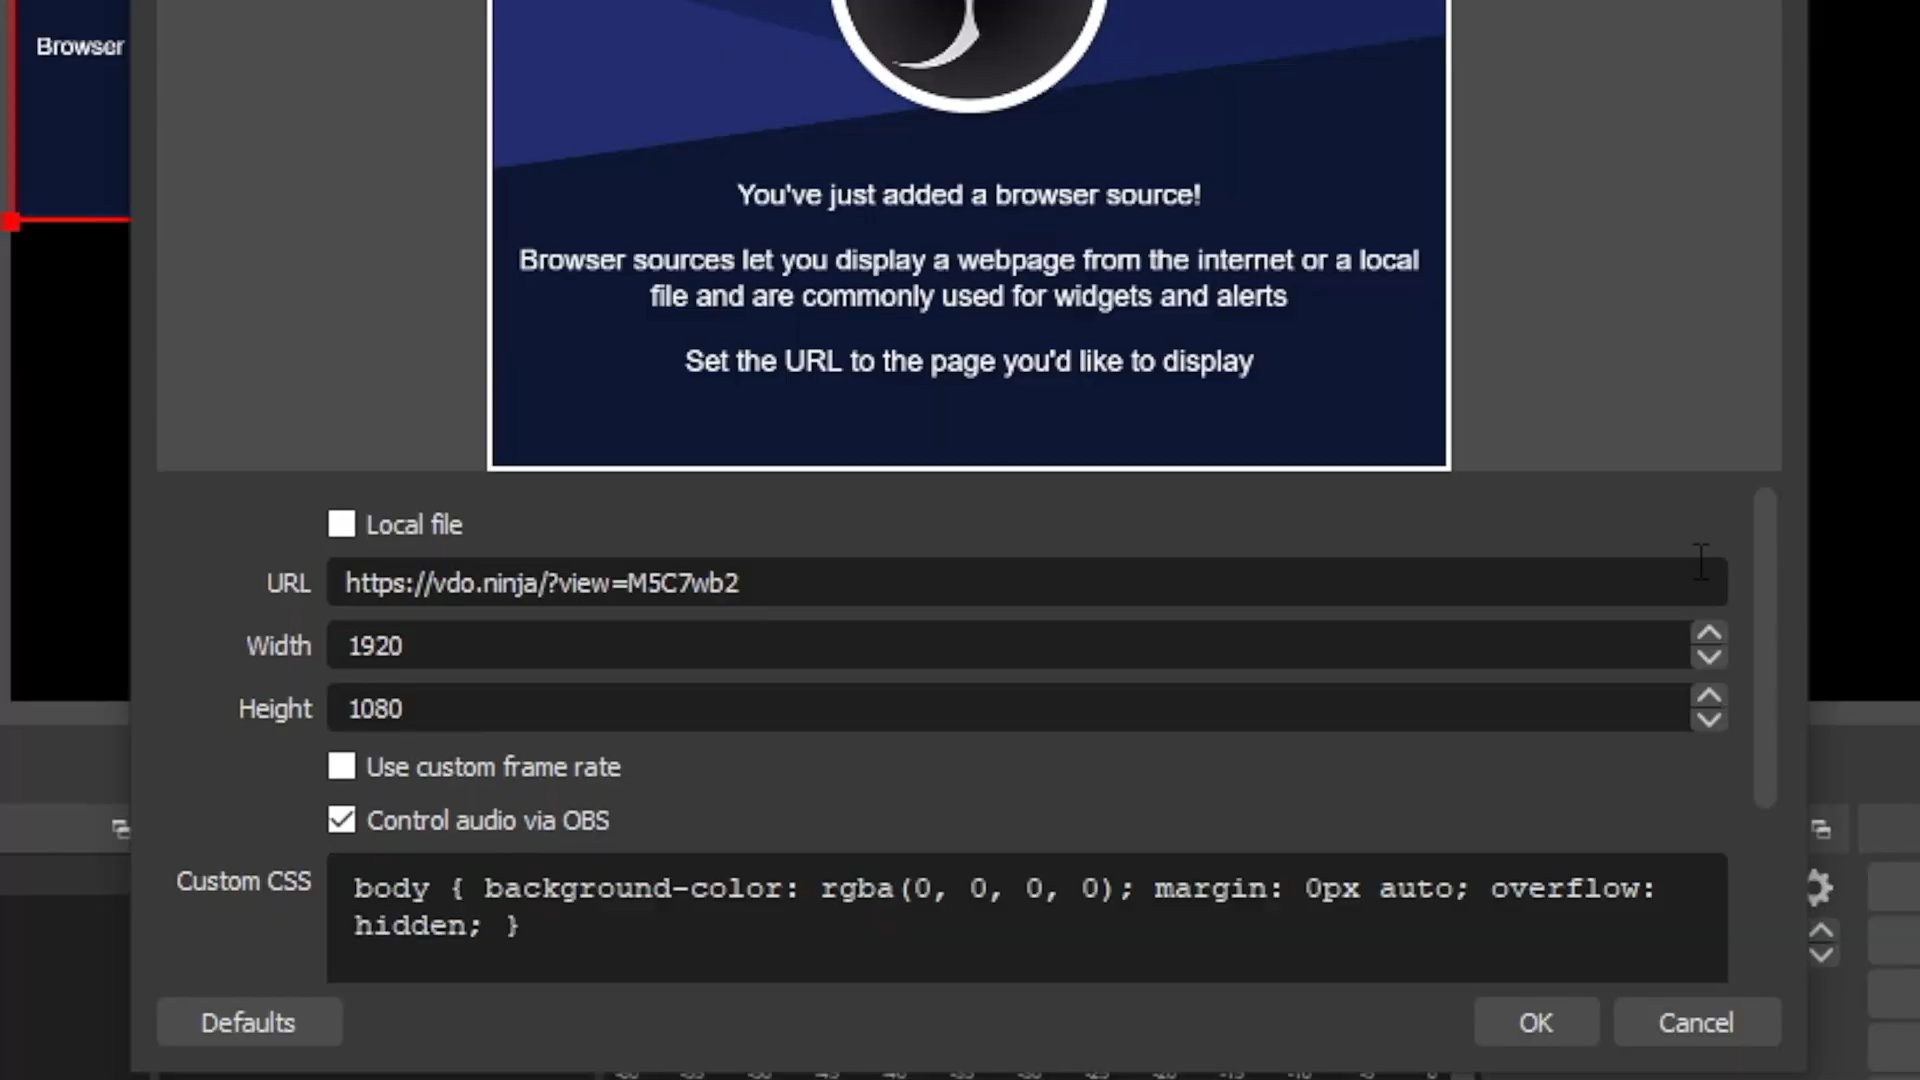 Browser
You've just added a browser source!
Browser sources let you display a webpage from the internet or a local
file and are commonly used for widgets and alerts
Set the URL to the page you'd like to display
Local file
URL https://vdo.ninja/?view=M5C7wb2
Width 1920
Height 1080
Use custom frame rate
Control audio via OBS
Custom CSS body { background-color: rgba(0, 0, 0, 0); margin: 0px auto; overflow:
hidden; }
Defaults OK Cancel